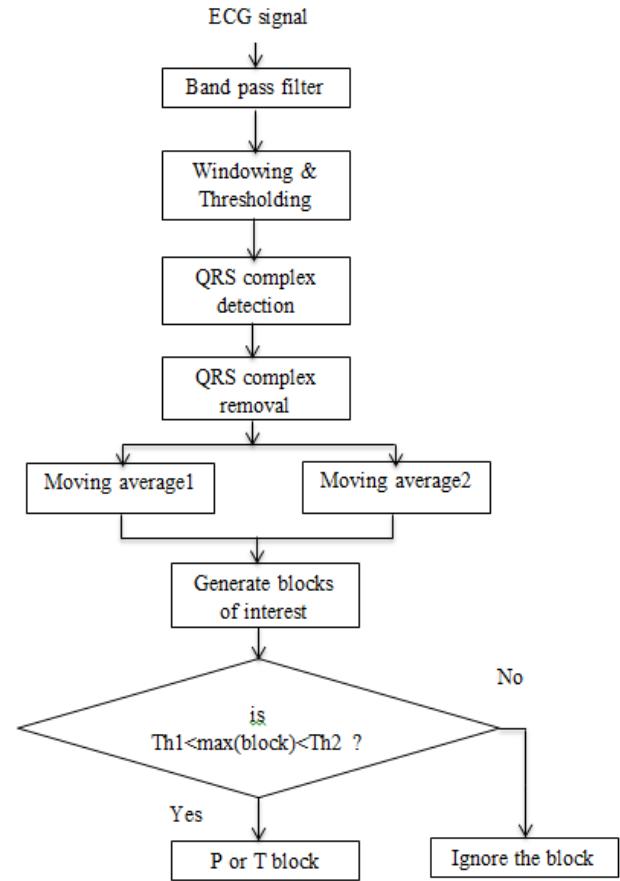 ECG signal
Band pass filter
Windowing &
Thresholding
QRS complex
detection
QRS complex
removal
Moving average1
Moving average2
Generate blocks
of interest
No
is
Th1<max(block)<Th2 ?
Yes
P or T block
Ignore the block